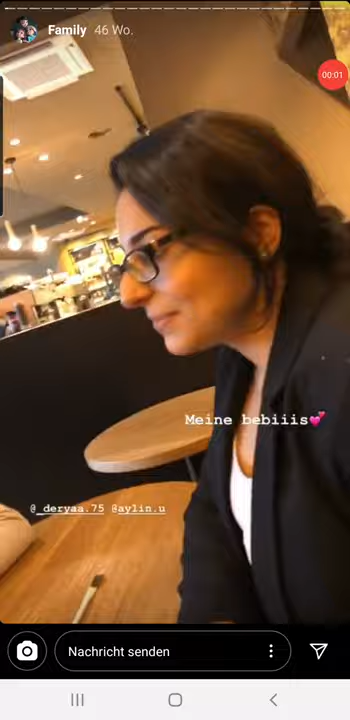 Family 46 Wo.
00:01
Meine bebiiis💕
@_deryaa.75 @aylin.u
Nachricht senden